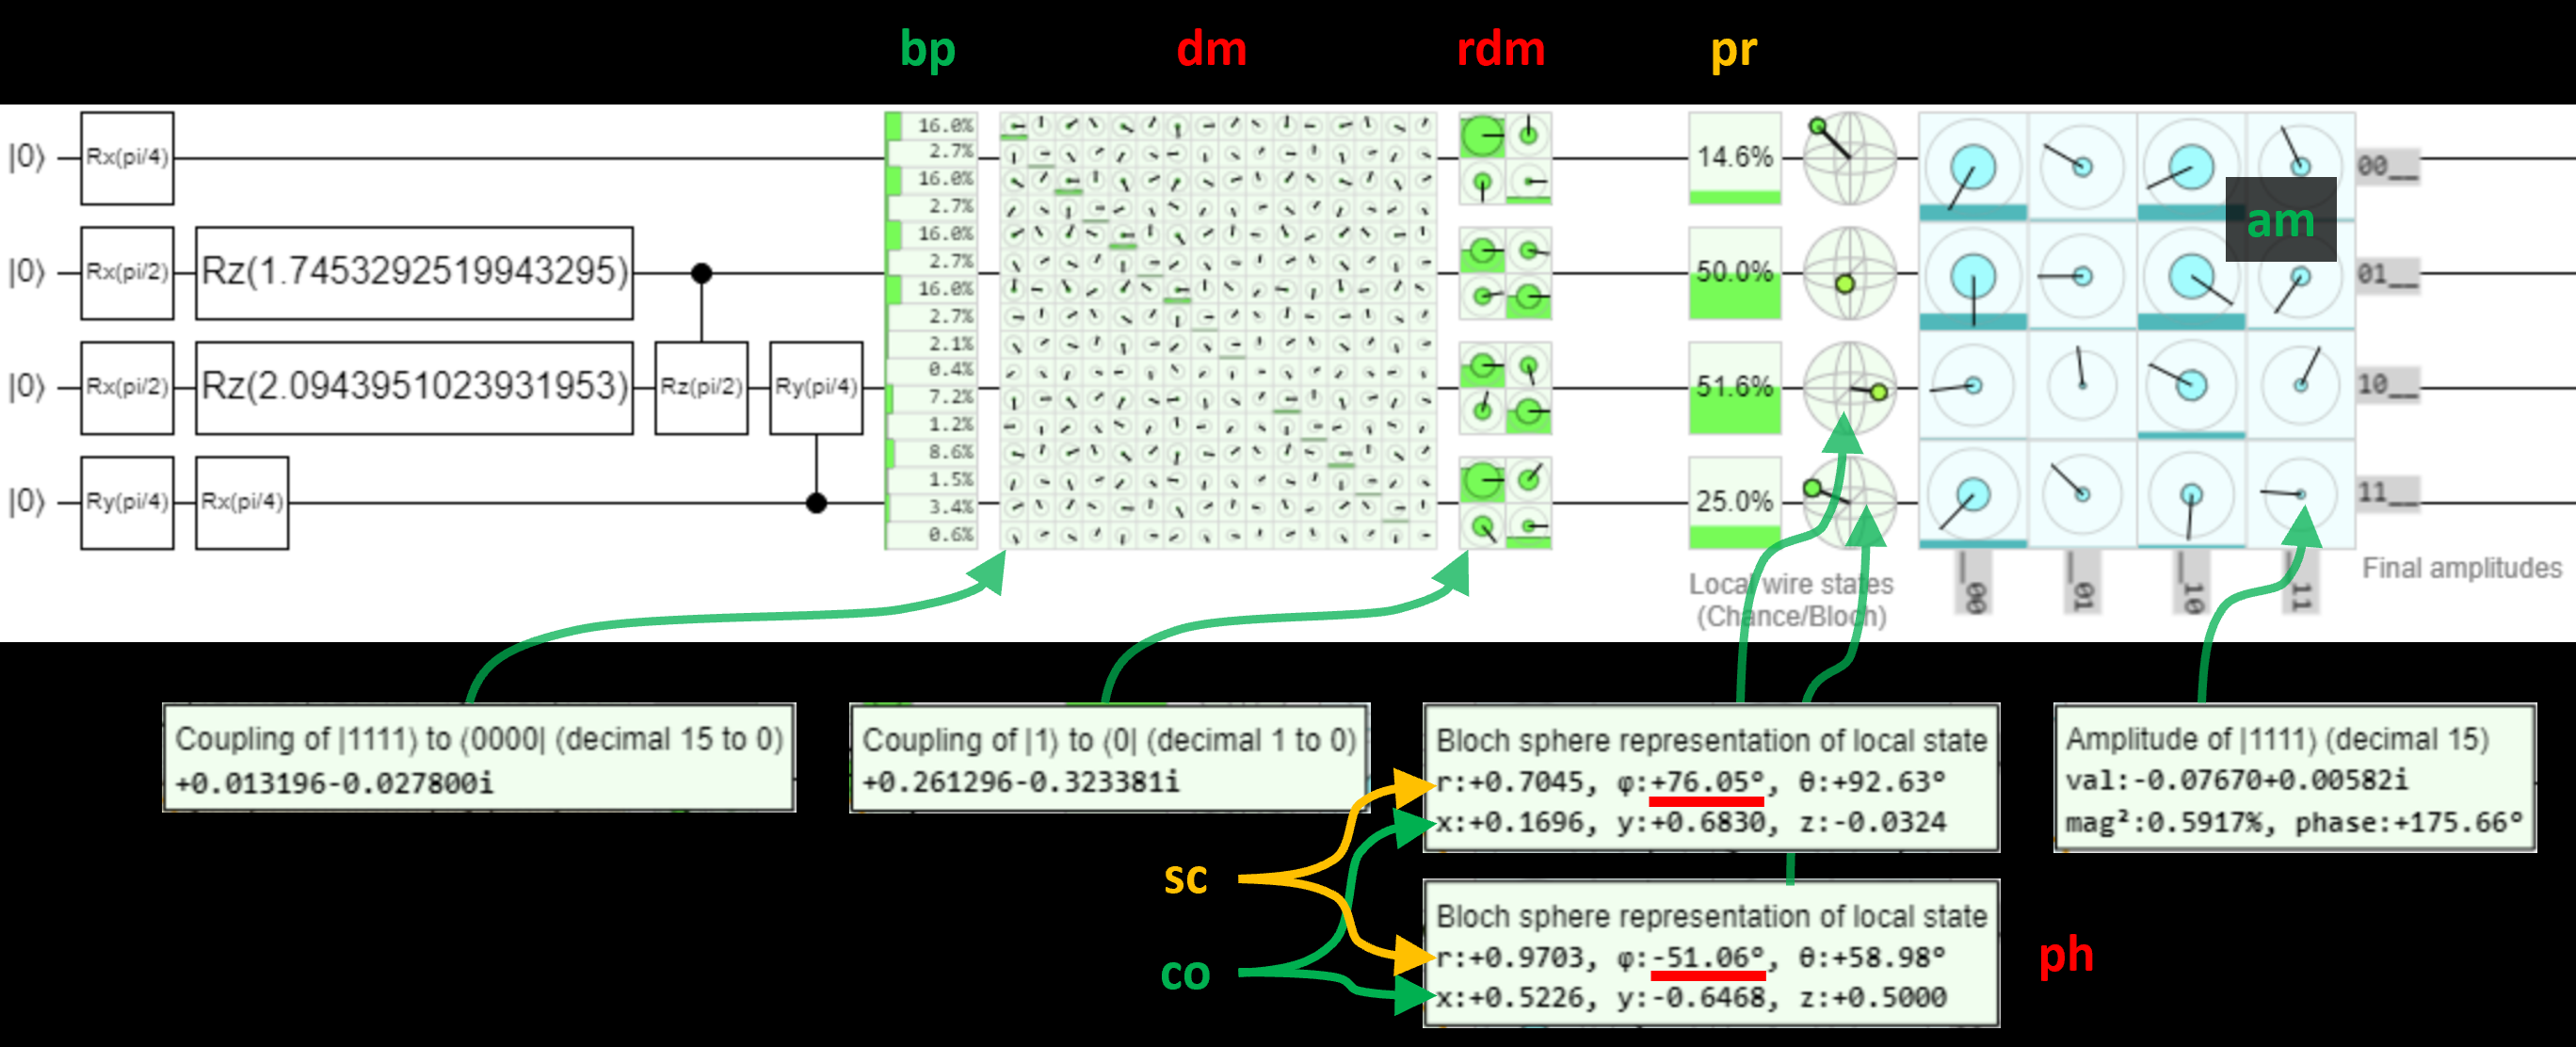 bp dm rdm pr
|0⟩ Rx(pi/4)
|0⟩ Rx(pi/2) Rz(1.7453292519943295)
|0⟩ Rx(pi/2) Rz(2.0943951023931953) Rz(pi/2) Ry(pi/4)
|0⟩ Ry(pi/4) Rx(pi/4)
16.0%
2.7%
16.0%
2.7%
16.0%
2.7%
16.0%
2.7%
2.1%
0.4%
7.2%
1.2%
8.6%
1.5%
3.4%
0.6%
14.6%
50.0%
51.6%
25.0%
Local wire states
(Chance/Bloch)
am
00__
01__
10__
11__
__00
__01
__10
__11
Final amplitudes
Coupling of |1111⟩ to ⟨0000| (decimal 15 to 0)
+0.013196-0.027800i
Coupling of |1⟩ to ⟨0| (decimal 1 to 0)
+0.261296-0.323381i
Bloch sphere representation of local state
r:+0.7045, φ:+76.05°, θ:+92.63°
x:+0.1696, y:+0.6830, z:-0.0324
Amplitude of |1111⟩ (decimal 15)
val:-0.07670+0.00582i
mag²:0.5917%, phase:+175.66°
sc
co
Bloch sphere representation of local state
r:+0.9703, φ:-51.06°, θ:+58.98°
x:+0.5226, y:-0.6468, z:+0.5000
ph